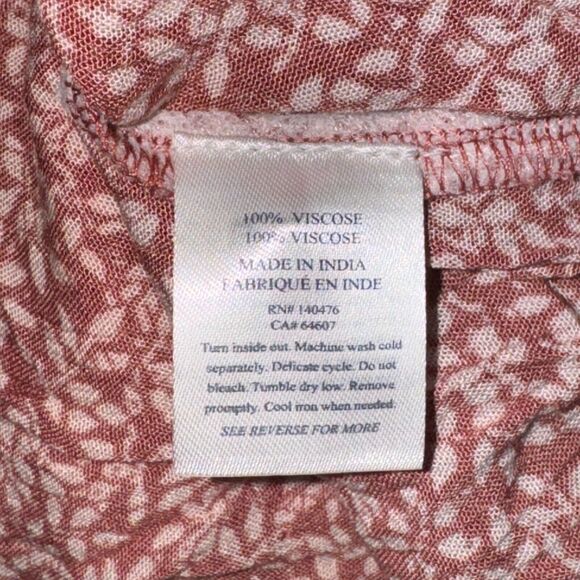 100% VISCOSE
100% VISCOSE
MADE IN INDIA
FABRIQUÉ EN INDE
RN# 140476
CA# 64607
Turn inside out. Machine wash cold
separately. Delicate cycle. Do not
bleach. Tumble dry low. Remove
promptly. Cool iron when needed.
SEE REVERSE FOR MORE